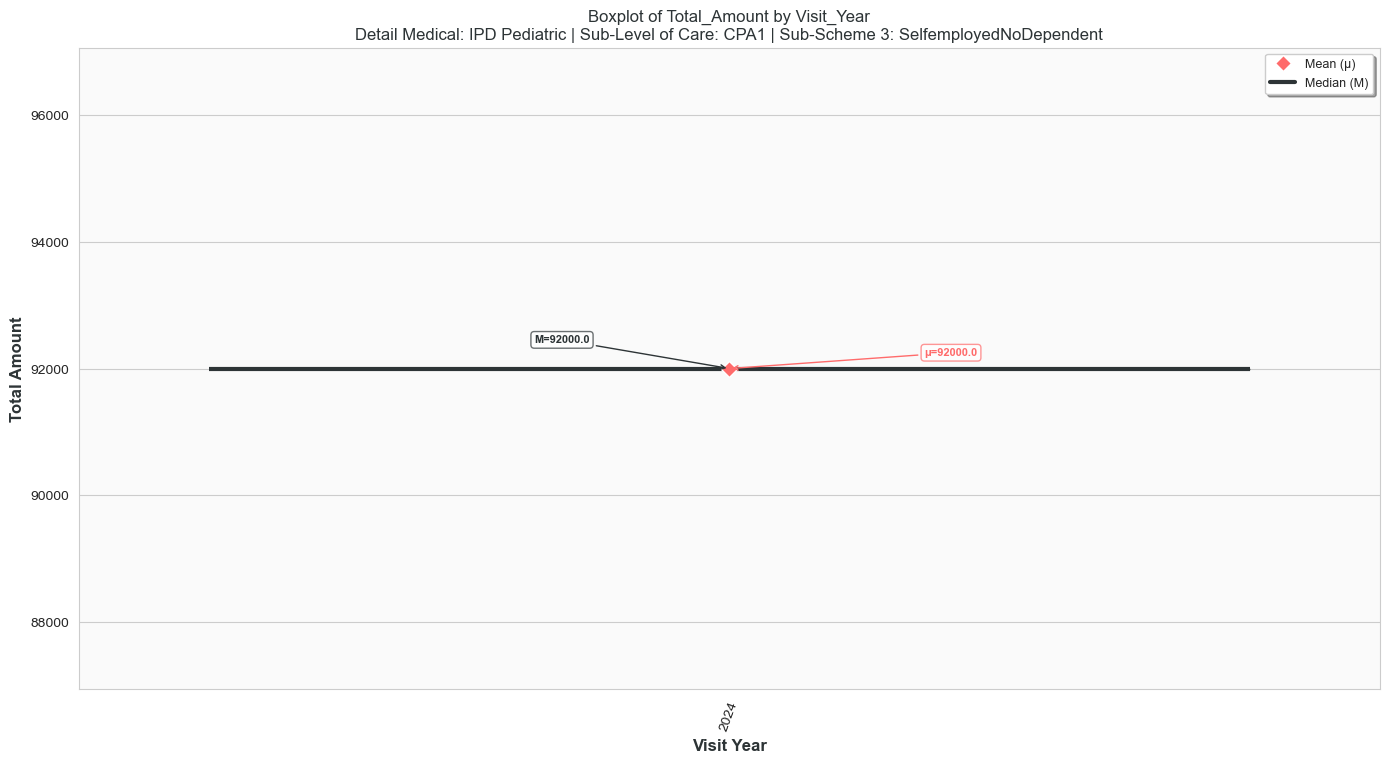 Boxplot of Total_Amount by Visit_Year
Detail Medical: IPD Pediatric | Sub-Level of Care: CPA1 | Sub-Scheme 3: SelfemployedNoDependent
Mean (μ)
Median (M)
96000
94000
92000
90000
88000
Total Amount
M=92000.0
μ=92000.0
2024
Visit Year